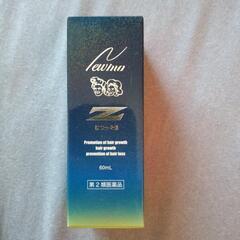 Newmo
Z
Promotion of hair growth
hair growth
prevention of hair loss
60mL
第2類医薬品